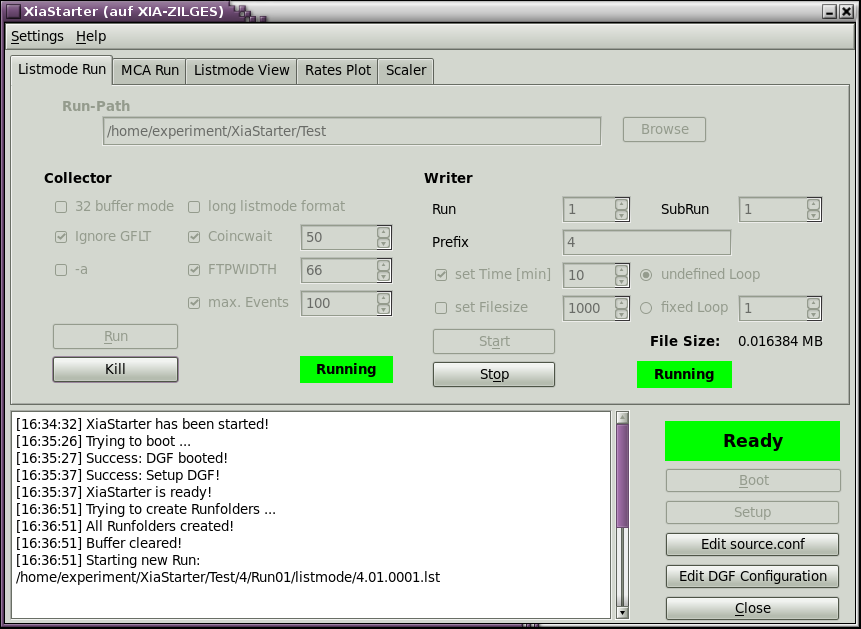 XiaStarter (auf XIA-ZILGES)
Settings Help
Listmode Run MCA Run Listmode View Rates Plot Scaler
Run-Path
/home/experiment/XiaStarter/Test Browse
Collector
32 buffer mode long listmode format
Ignore GFLT Coincwait 50
-a FTPWIDTH 66
max. Events 100
Run
Kill Running
Writer
Run 1 SubRun 1
Prefix 4
set Time [min] 10 undefined Loop
set Filesize 1000 fixed Loop 1
Start File Size: 0.016384 MB
Stop Running
[16:34:32] XiaStarter has been started!
[16:35:26] Trying to boot ...
[16:35:27] Success: DGF booted!
[16:35:37] Success: Setup DGF!
[16:35:37] XiaStarter is ready!
[16:36:51] Trying to create Runfolders ...
[16:36:51] All Runfolders created!
[16:36:51] Buffer cleared!
[16:36:51] Starting new Run:
/home/experiment/XiaStarter/Test/4/Run01/listmode/4.01.0001.lst
Ready
Boot
Setup
Edit source.conf
Edit DGF Configuration
Close